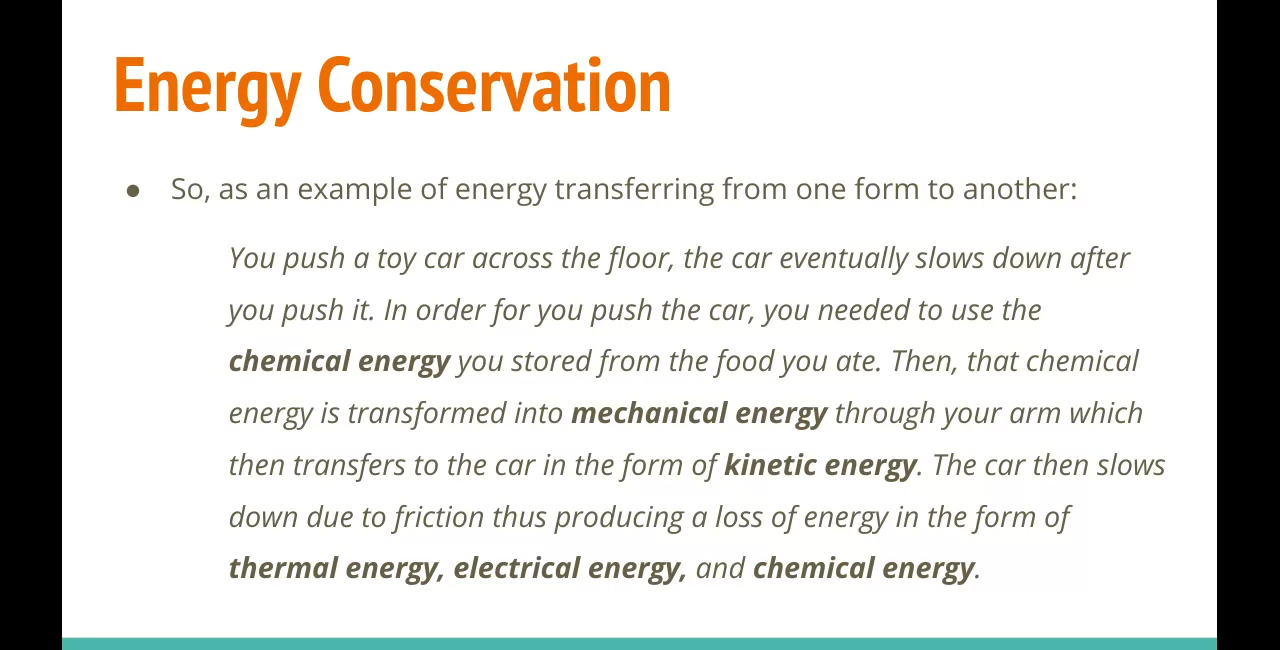 Energy Conservation
● So, as an example of energy transferring from one form to another:
You push a toy car across the floor, the car eventually slows down after
you push it. In order for you push the car, you needed to use the
chemical energy you stored from the food you ate. Then, that chemical
energy is transformed into mechanical energy through your arm which
then transfers to the car in the form of kinetic energy. The car then slows
down due to friction thus producing a loss of energy in the form of
thermal energy, electrical energy, and chemical energy.